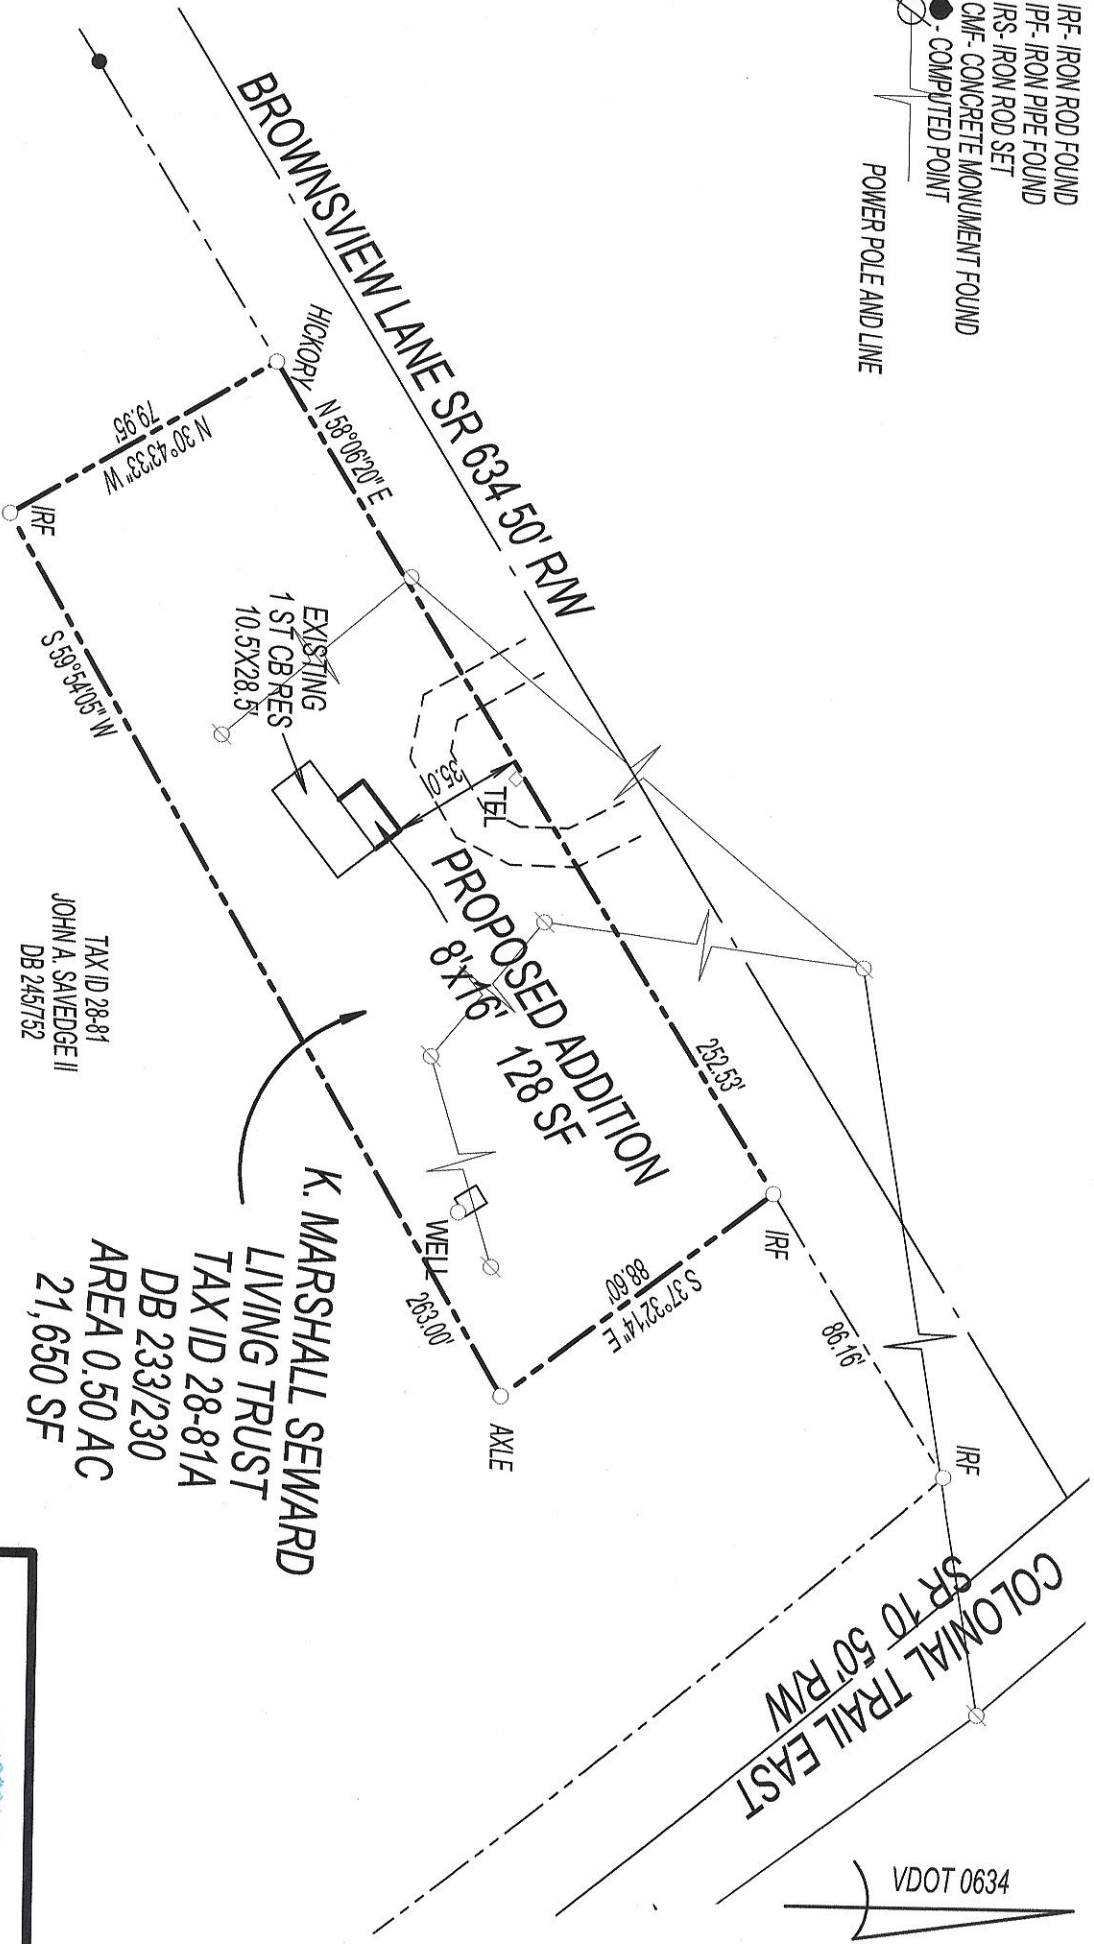 IRF- IRON ROD FOUND
IPF- IRON PIPE FOUND
IRS- IRON ROD SET
CMF- CONCRETE MONUMENT FOUND
- COMPUTED POINT
POWER POLE AND LINE
BROWNSVIEW LANE SR 634 50' R/W
HICKORY
N 58°06'20" E
252.53'
N 30°43'33" W
79.95'
IRF
S 59°54'05" W
263.00'
EXISTING
1 ST CB RES
10.5'X28.5'
35.0'
TEL
PROPOSED ADDITION
8'x16' 128 SF
WELL
IRF
S 37°32'14" E
88.60'
AXLE
86.16'
IRF
COLONIAL TRAIL EAST
SR 10 50' R/W
VDOT 0634
TAX ID 28-81
JOHN A. SAVEDGE II
DB 245/752
K. MARSHALL SEWARD
LIVING TRUST
TAX ID 28-81A
DB 233/230
AREA 0.50 AC
21,650 SF